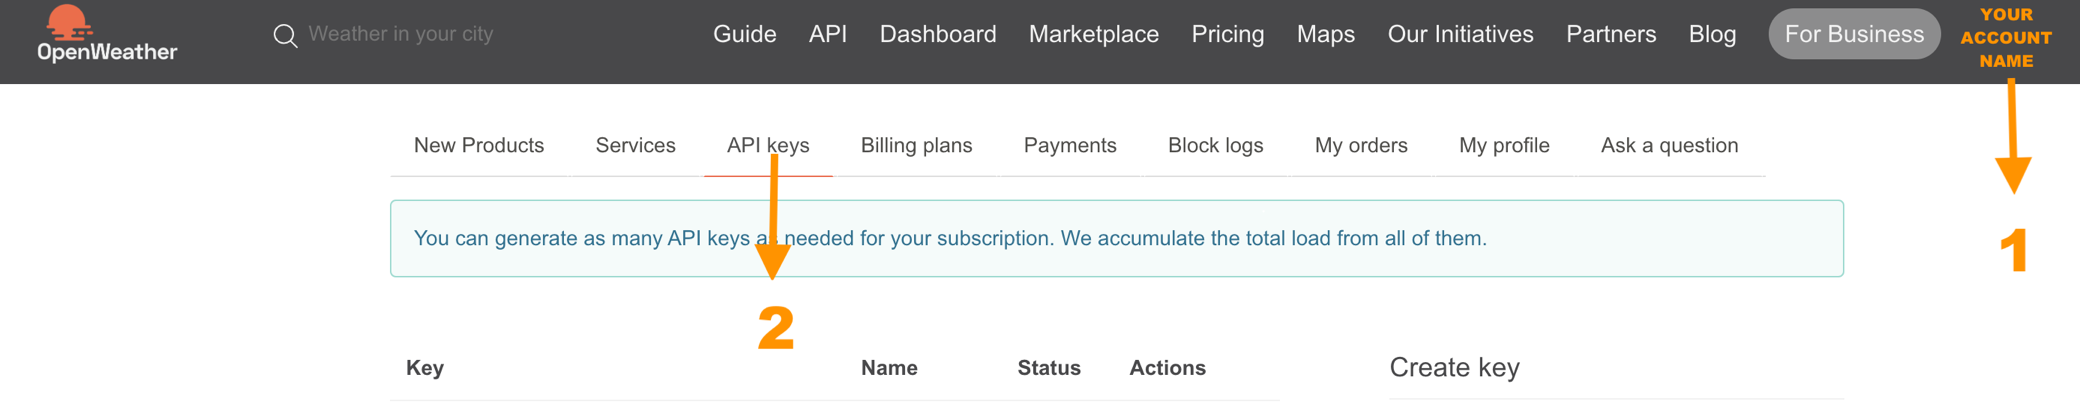 OpenWeather
Weather in your city
Guide API Dashboard Marketplace Pricing Maps Our Initiatives Partners Blog For Business
YOUR
ACCOUNT
NAME
New Products Services API keys Billing plans Payments Block logs My orders My profile Ask a question
You can generate as many API keys as needed for your subscription. We accumulate the total load from all of them.
1
2
Key Name Status Actions
Create key